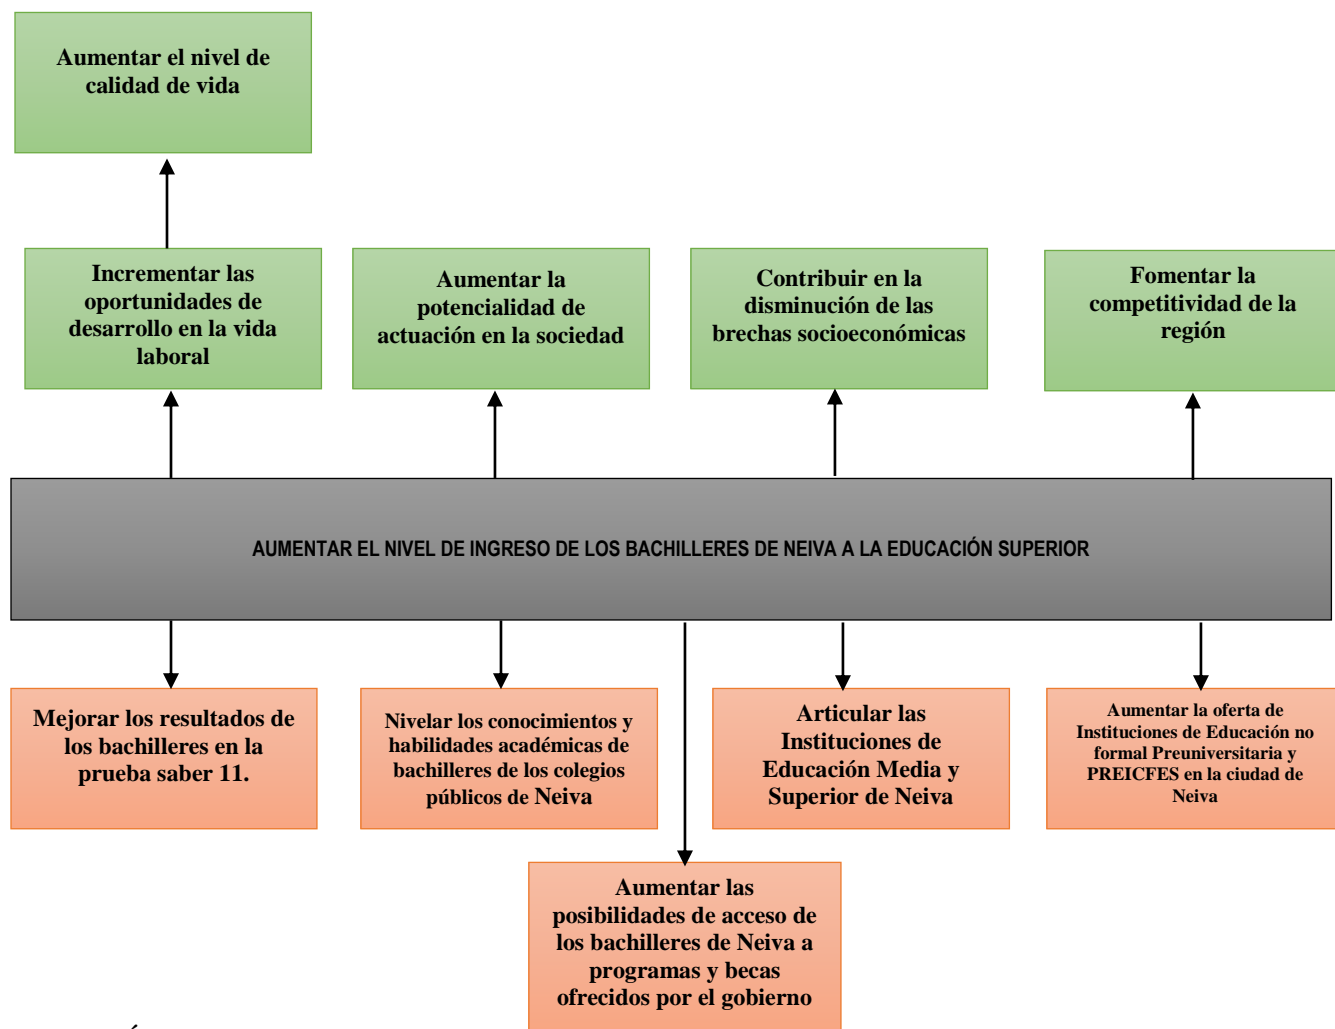 Aumentar el nivel de
calidad de vida
Incrementar las
oportunidades de
desarrollo en la vida
laboral
Aumentar la
potencialidad de
actuación en la sociedad
Contribuir en la
disminución de las
brechas socioeconómicas
Fomentar la
competitividad de la
región
AUMENTAR EL NIVEL DE INGRESO DE LOS BACHILLERES DE NEIVA A LA EDUCACIÓN SUPERIOR
Mejorar los resultados de
los bachilleres en la
prueba saber 11.
Nivelar los conocimientos y
habilidades académicas de
bachilleres de los colegios
públicos de Neiva
Articular las
Instituciones de
Educación Media y
Superior de Neiva
Aumentar la oferta de
Instituciones de Educación no
formal Preuniversitaria y
PREICFES en la ciudad de
Neiva
Aumentar las
posibilidades de acceso de
los bachilleres de Neiva a
programas y becas
ofrecidos por el gobierno